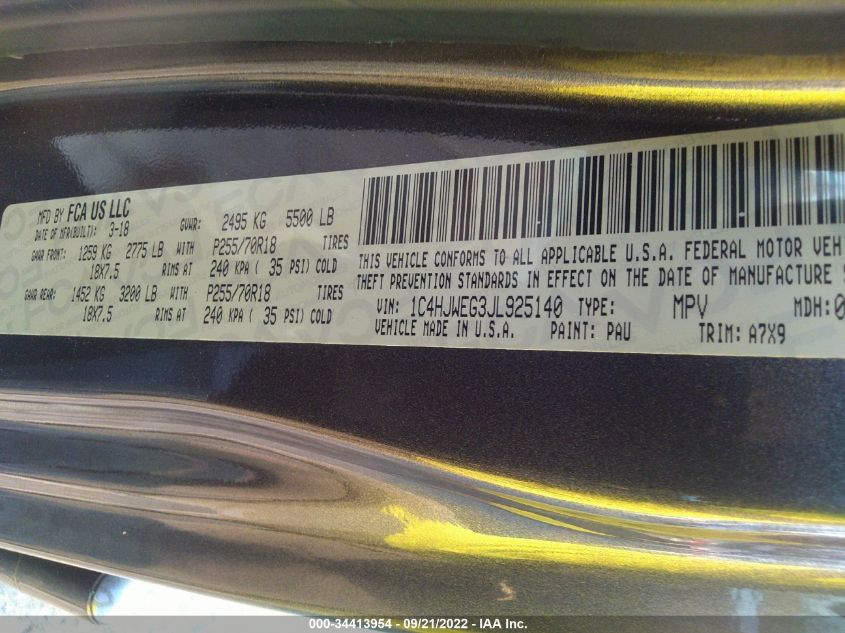 MFD BY FCA US LLC
DATE OF MFR(BUILT): 3-18 GVWR: 2495 KG 5500 LB
GAWR FRONT: 1259 KG 2775 LB WITH P255/70R18 TIRES
18X7.5 RIMS AT 240 KPA ( 35 PSI) COLD
GAWR REAR: 1452 KG 3200 LB WITH P255/70R18 TIRES
18X7.5 RIMS AT 240 KPA ( 35 PSI) COLD
THIS VEHICLE CONFORMS TO ALL APPLICABLE U.S.A. FEDERAL MOTOR VEH
THEFT PREVENTION STANDARDS IN EFFECT ON THE DATE OF MANUFACTURE S
VIN: 1C4HJWEG3JL925140 TYPE: MPV MDH:0
VEHICLE MADE IN U.S.A. PAINT: PAU TRIM: A7X9
000-34413954 - 09/21/2022 - IAA Inc.